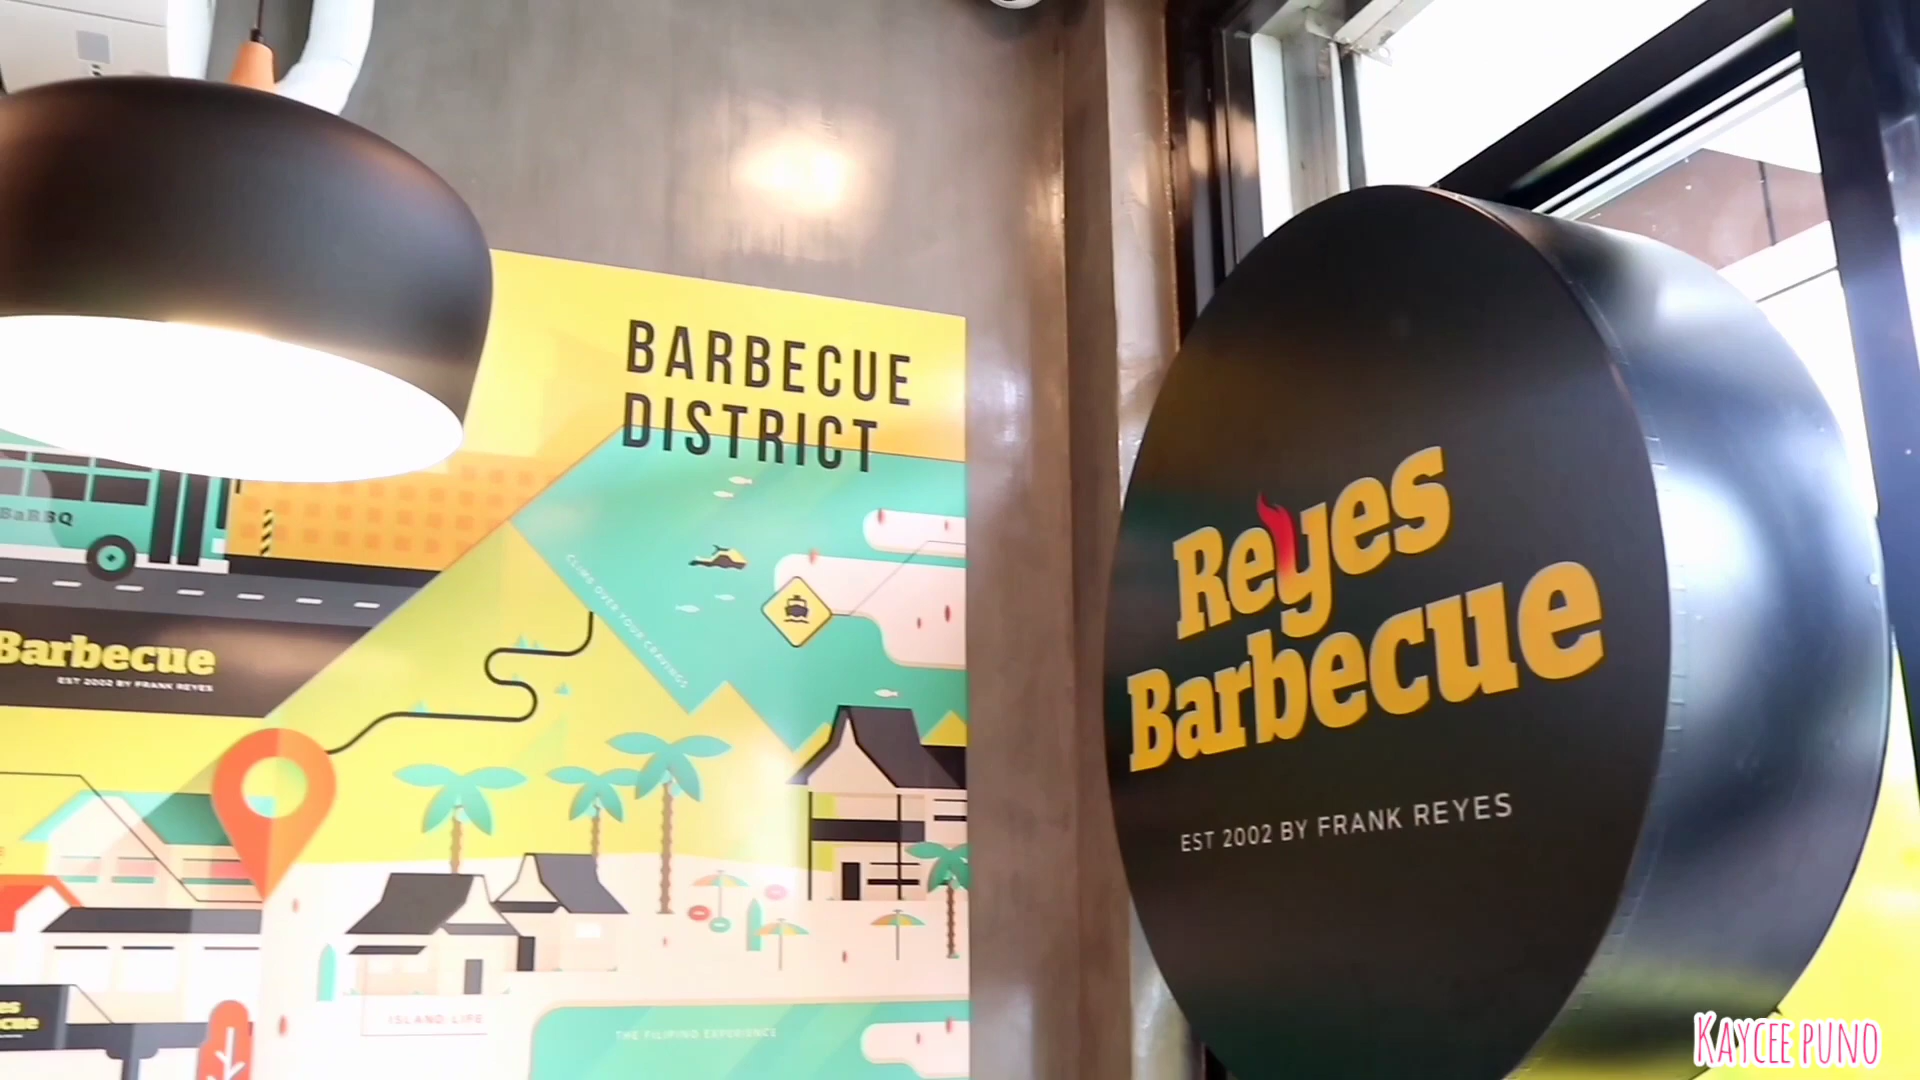 BARBECUE
DISTRICT
BaRBQ
CLIMB OVER YOUR CRAVINGS
Barbecue
EST 2002 BY FRANK REYES
ISLAND LIFE
THE FILIPINO EXPERIENCE
Reyes
Barbecue
EST 2002 BY FRANK REYES
KAYCEE PUNO